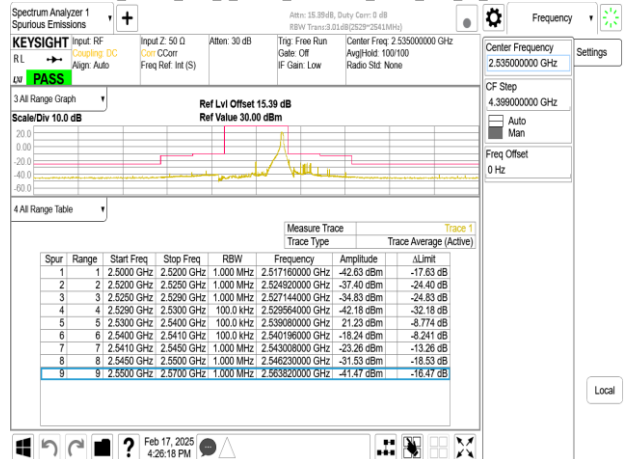 Spectrum Analyzer 1
Spurious Emissions
Attn: 15.39dB, Duty Corr: 0 dB
RBW Trans:3.01dB(2529~2541MHz)
Frequency
KEYSIGHT
RL
Align: Auto
LXI
PASS
Input: RF
Coupling: DC
Input Z: 50 Ω
Corr CCorr
Freq Ref: Int (S)
Atten: 30 dB
Trig: Free Run
Gate: Off
IF Gain: Low
Center Freq: 2.535000000 GHz
Avg|Hold: 100/100
Radio Std: None
Center Frequency
2.535000000 GHz
Settings
CF Step
4.399000000 GHz
Auto
Man
Freq Offset
0 Hz
3 All Range Graph
Scale/Div 10.0 dB
Ref Lvl Offset 15.39 dB
Ref Value 30.00 dBm
20.0
0.00
-20.0
-40.0
-60.0
4 All Range Table
Measure Trace Trace 1
Trace Type Trace Average (Active)
Spur Range Start Freq Stop Freq RBW Frequency Amplitude ΔLimit
1 1 2.5000 GHz 2.5200 GHz 1.000 MHz 2.517160000 GHz -42.63 dBm -17.63 dB
2 2 2.5200 GHz 2.5250 GHz 1.000 MHz 2.524920000 GHz -37.40 dBm -24.40 dB
3 3 2.5250 GHz 2.5290 GHz 1.000 MHz 2.527144000 GHz -34.83 dBm -24.83 dB
4 4 2.5290 GHz 2.5300 GHz 100.0 kHz 2.529564000 GHz -42.18 dBm -32.18 dB
5 5 2.5300 GHz 2.5400 GHz 100.0 kHz 2.539080000 GHz 21.23 dBm -8.774 dB
6 6 2.5400 GHz 2.5410 GHz 100.0 kHz 2.540196000 GHz -18.24 dBm -8.241 dB
7 7 2.5410 GHz 2.5450 GHz 1.000 MHz 2.543008000 GHz -23.26 dBm -13.26 dB
8 8 2.5450 GHz 2.5500 GHz 1.000 MHz 2.546230000 GHz -31.53 dBm -18.53 dB
9 9 2.5500 GHz 2.5700 GHz 1.000 MHz 2.563820000 GHz -41.47 dBm -16.47 dB
Local
Feb 17, 2025
4:26:18 PM